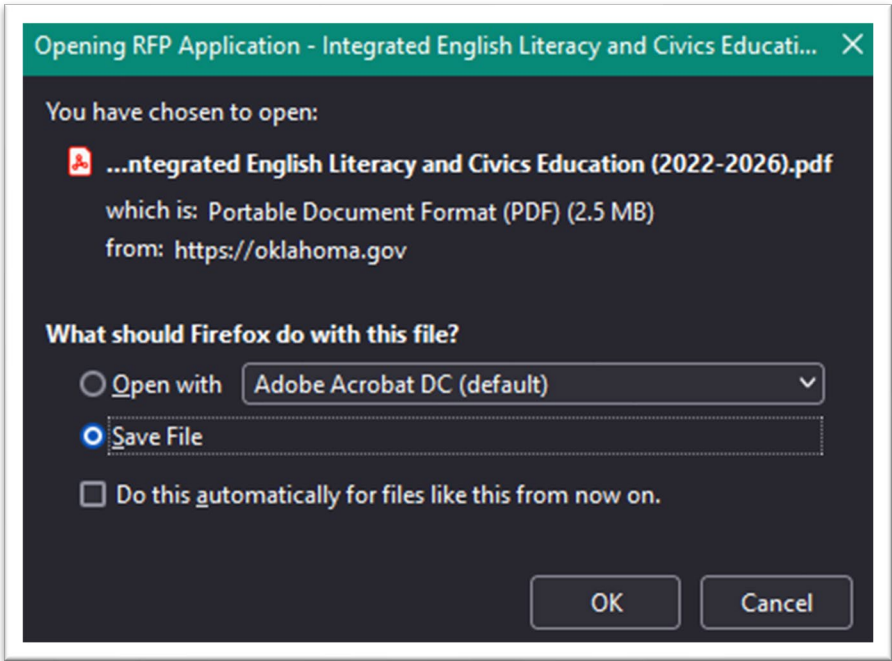 Opening RFP Application - Integrated English Literacy and Civics Educati...
You have chosen to open:
...ntegrated English Literacy and Civics Education (2022-2026).pdf
which is: Portable Document Format (PDF) (2.5 MB)
from: https://oklahoma.gov
What should Firefox do with this file?
Open with Adobe Acrobat DC (default)
Save File
Do this automatically for files like this from now on.
OK Cancel